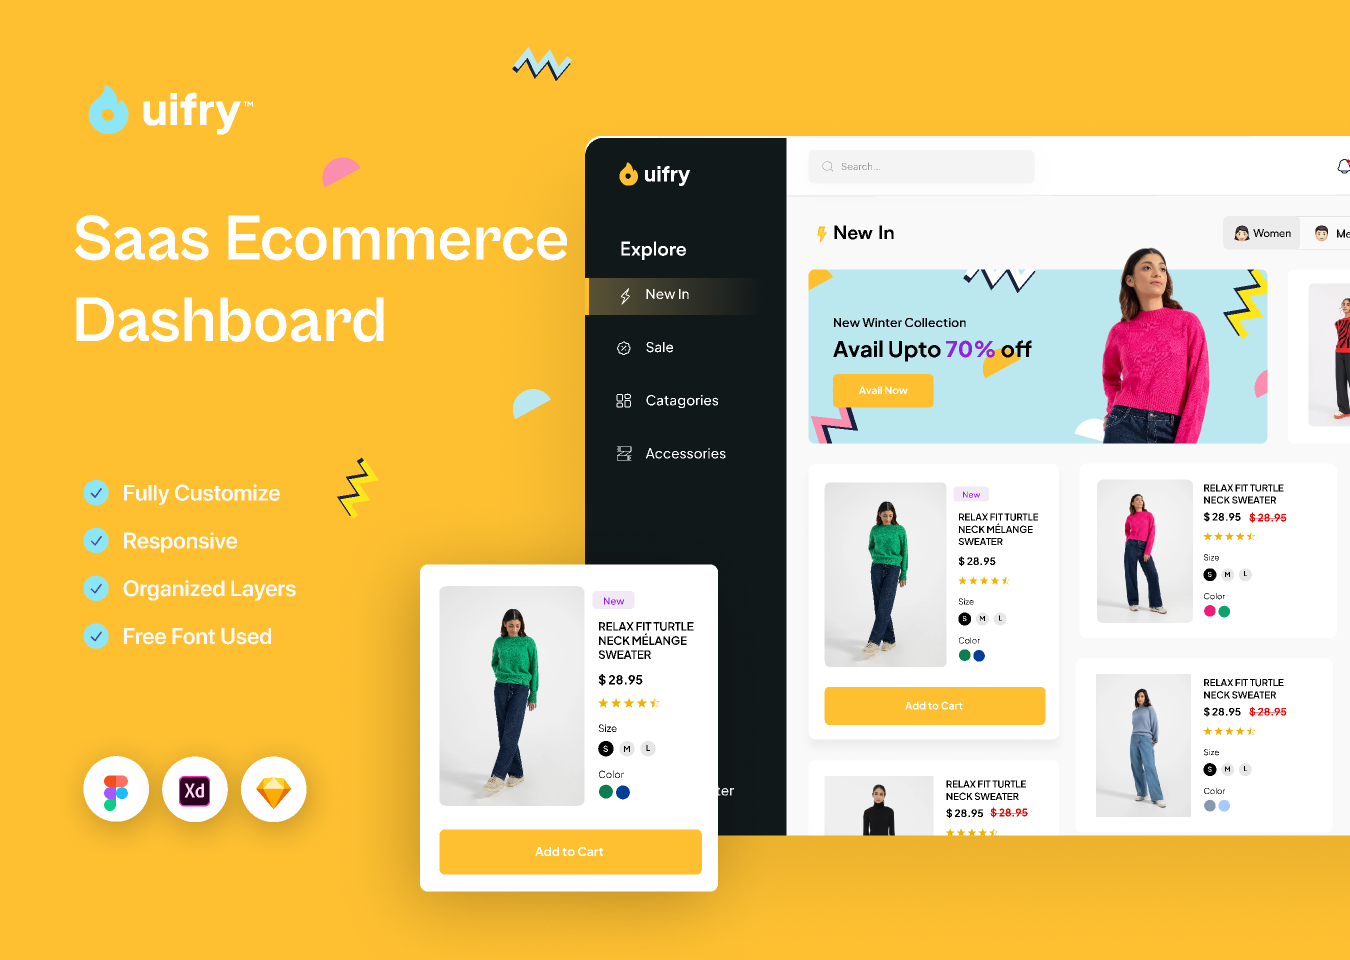 uifry™
Saas Ecommerce
Dashboard
Fully Customize
Responsive
Organized Layers
Free Font Used
Xd
uifry
Explore
New In
Sale
Catagories
Accessories
Search...
New In
Women
New Winter Collection
Avail Upto 70% off
Avail Now
New
RELAX FIT TURTLE
NECK MÉLANGE
SWEATER
$ 28.95
Size
S M L
Color
Add to Cart
RELAX FIT TURTLE
NECK SWEATER
$ 28.95 $ 28.95
Size
S M L
Color
RELAX FIT TURTLE
NECK SWEATER
$ 28.95 $ 28.95
Size
S M L
Color
RELAX FIT TURTLE
NECK SWEATER
$ 28.95 $ 28.95
New
RELAX FIT TURTLE
NECK MÉLANGE
SWEATER
$ 28.95
Size
S M L
Color
Add to Cart